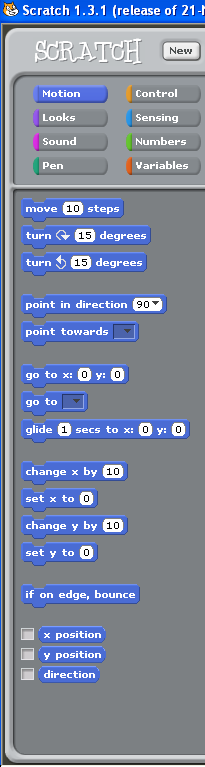 Scratch 1.3.1 (release of 21-
SCRATCH New
Motion Control
Looks Sensing
Sound Numbers
Pen Variables
move 10 steps
turn 15 degrees
turn 15 degrees
point in direction 90
point towards
go to x: 0 y: 0
go to
glide 1 secs to x: 0 y: 0
change x by 10
set x to 0
change y by 10
set y to 0
if on edge, bounce
x position
y position
direction